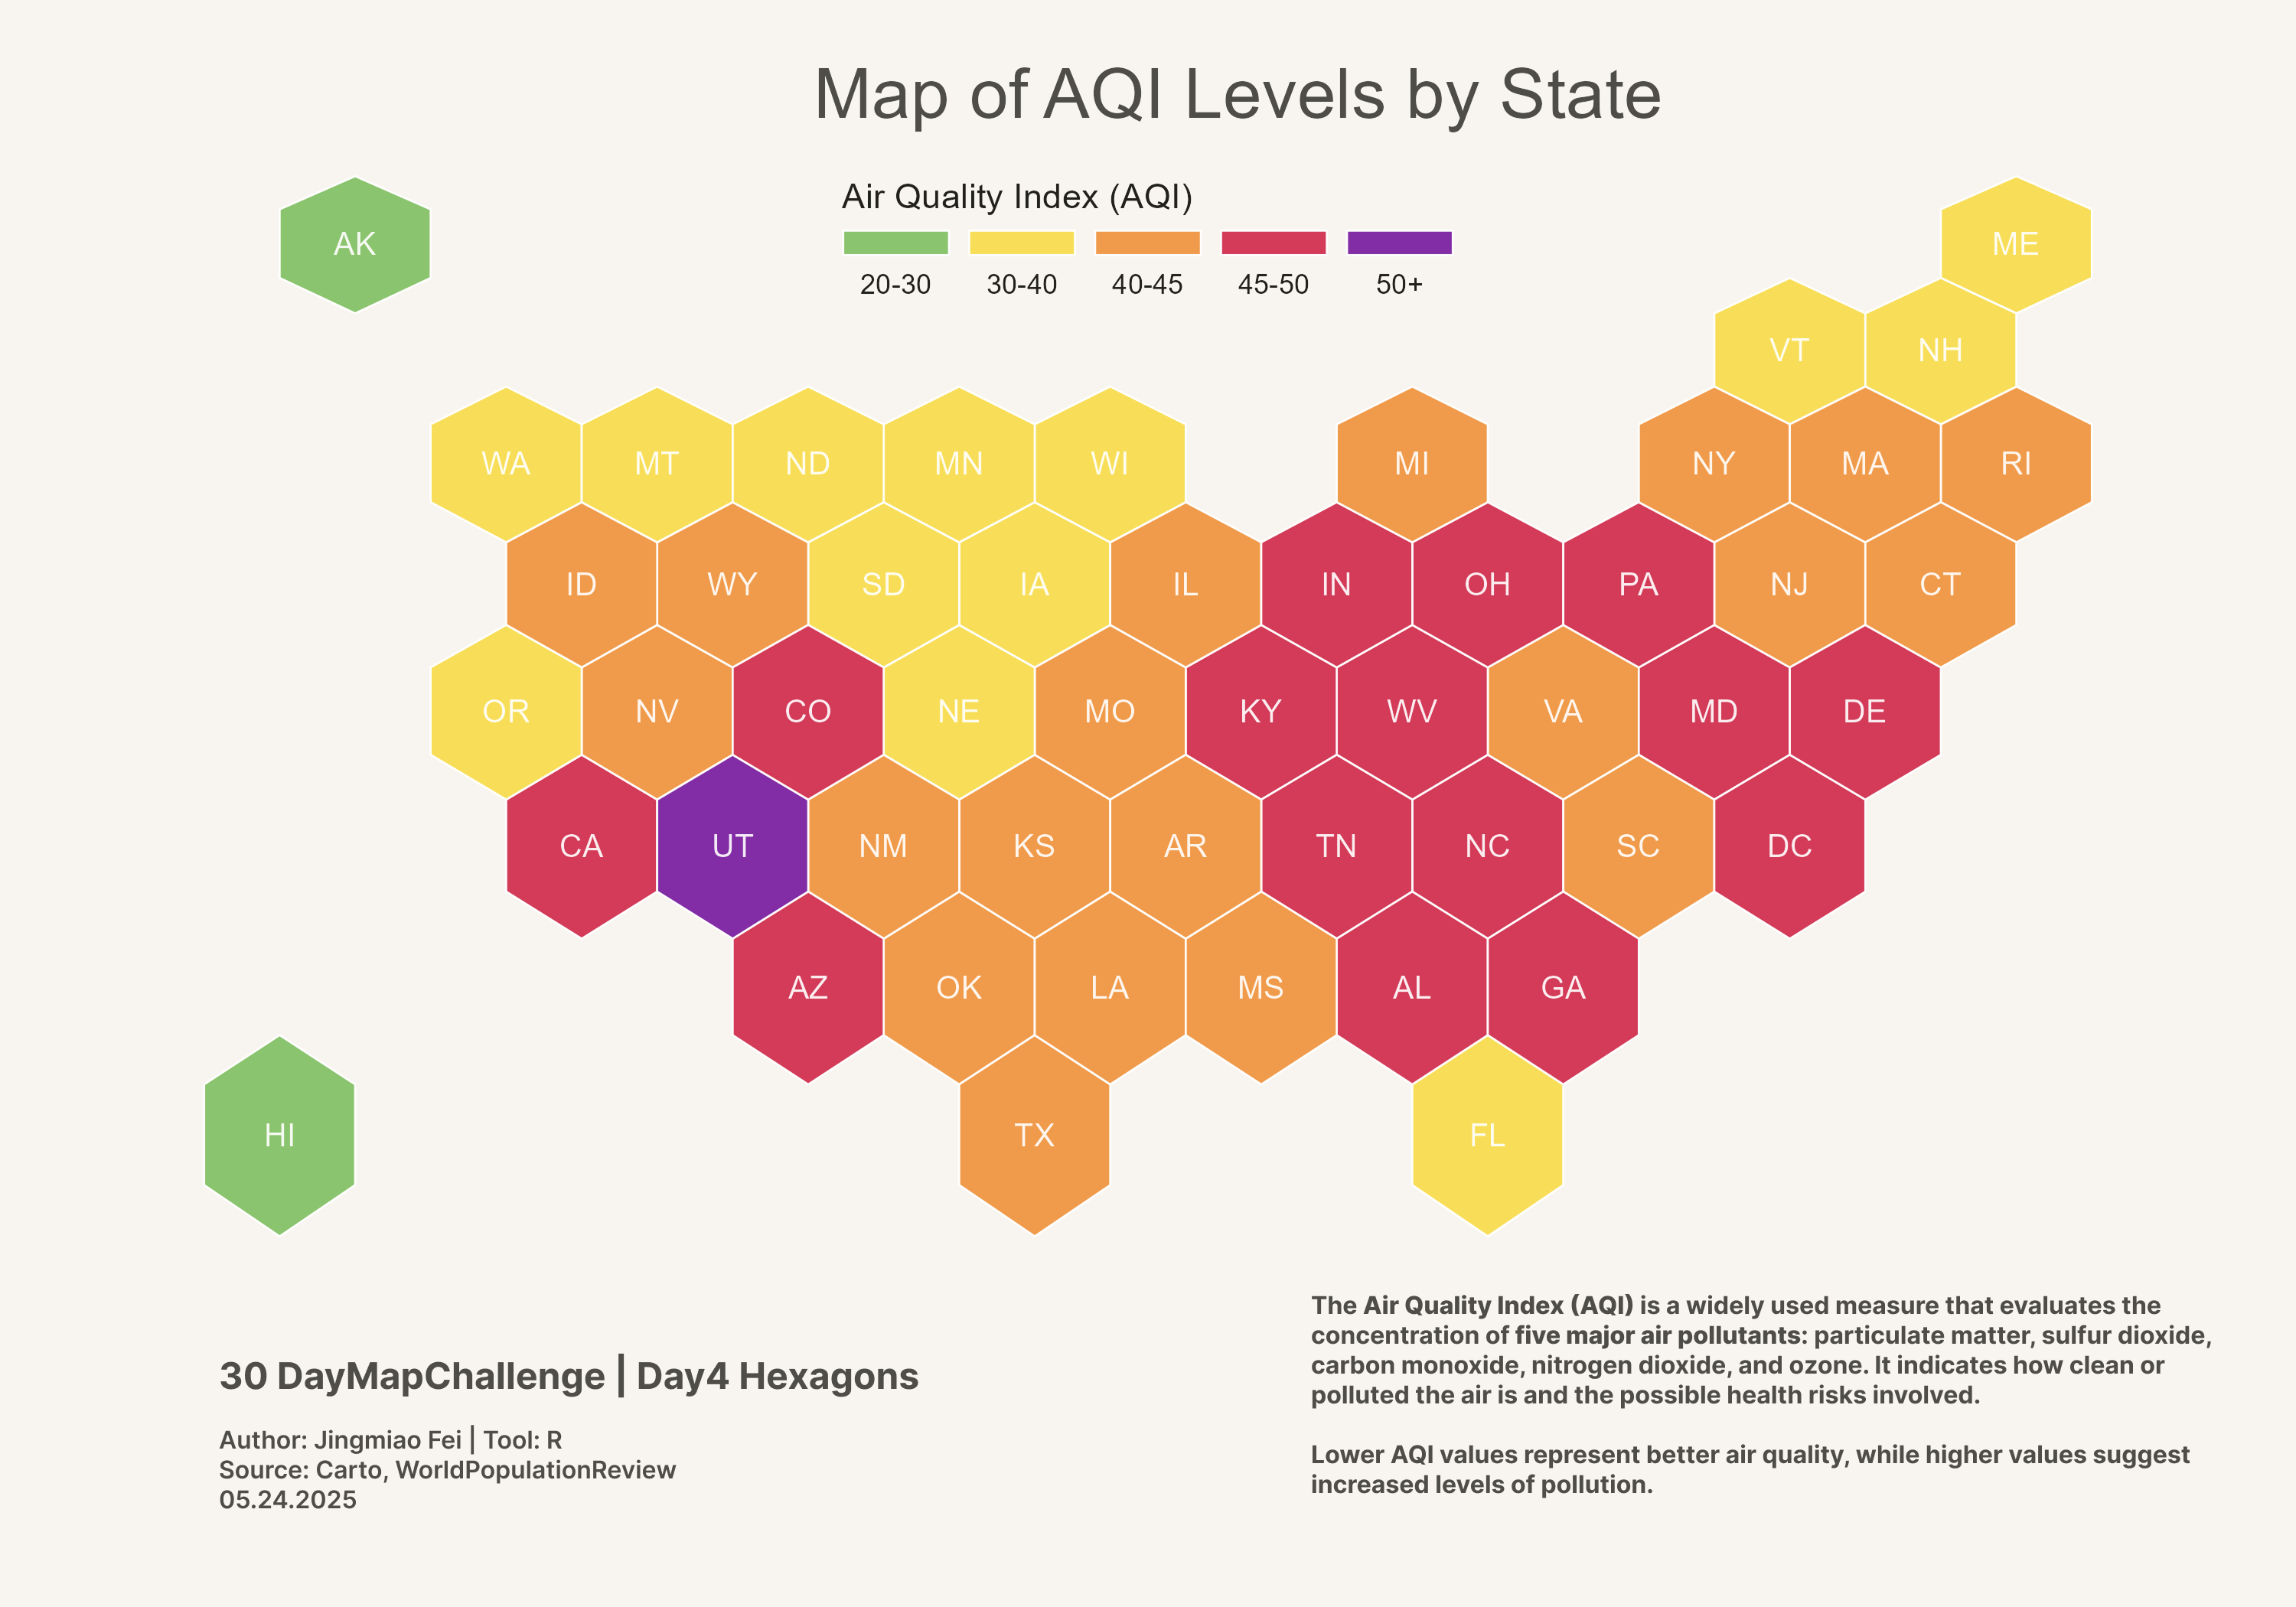 Map of AQI Levels by State
Air Quality Index (AQI)
20-30 30-40 40-45 45-50 50+
AK ME
VT NH
WA MT ND MN WI MI NY MA RI
ID WY SD IA IL IN OH PA NJ CT
OR NV CO NE MO KY WV VA MD DE
CA UT NM KS AR TN NC SC DC
AZ OK LA MS AL GA
HI TX FL
30 DayMapChallenge | Day4 Hexagons
Author: Jingmiao Fei | Tool: R
Source: Carto, WorldPopulationReview
05.24.2025
The Air Quality Index (AQI) is a widely used measure that evaluates the
concentration of five major air pollutants: particulate matter, sulfur dioxide,
carbon monoxide, nitrogen dioxide, and ozone. It indicates how clean or
polluted the air is and the possible health risks involved.
Lower AQI values represent better air quality, while higher values suggest
increased levels of pollution.